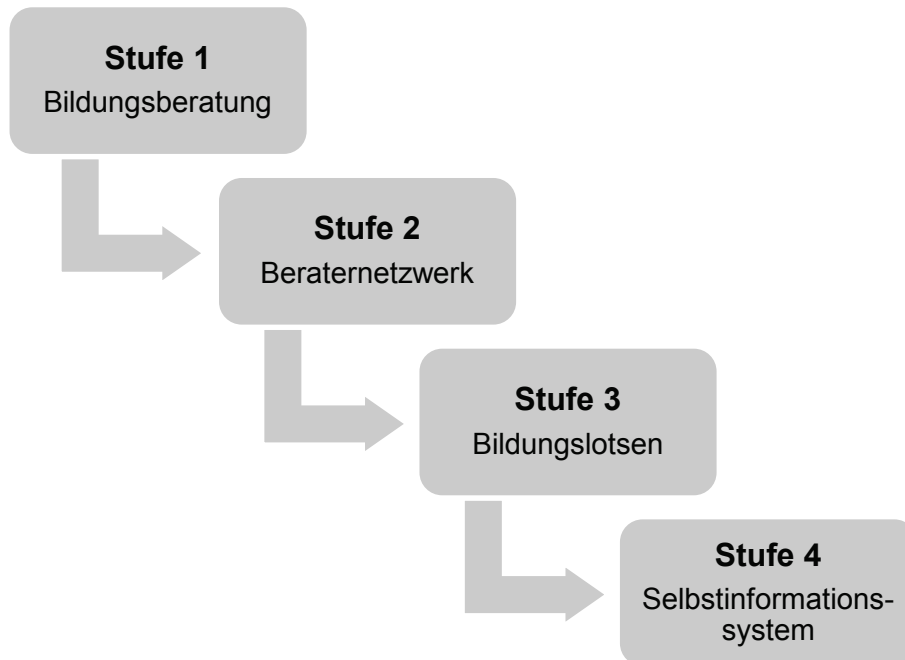 Stufe 1
Bildungsberatung
Stufe 2
Beraternetzwerk
Stufe 3
Bildungslotsen
Stufe 4
Selbstinformations-
system